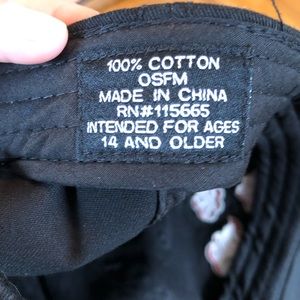 100% COTTON
OSFM
MADE IN CHINA
RN#115665
INTENDED FOR AGES
14 AND OLDER